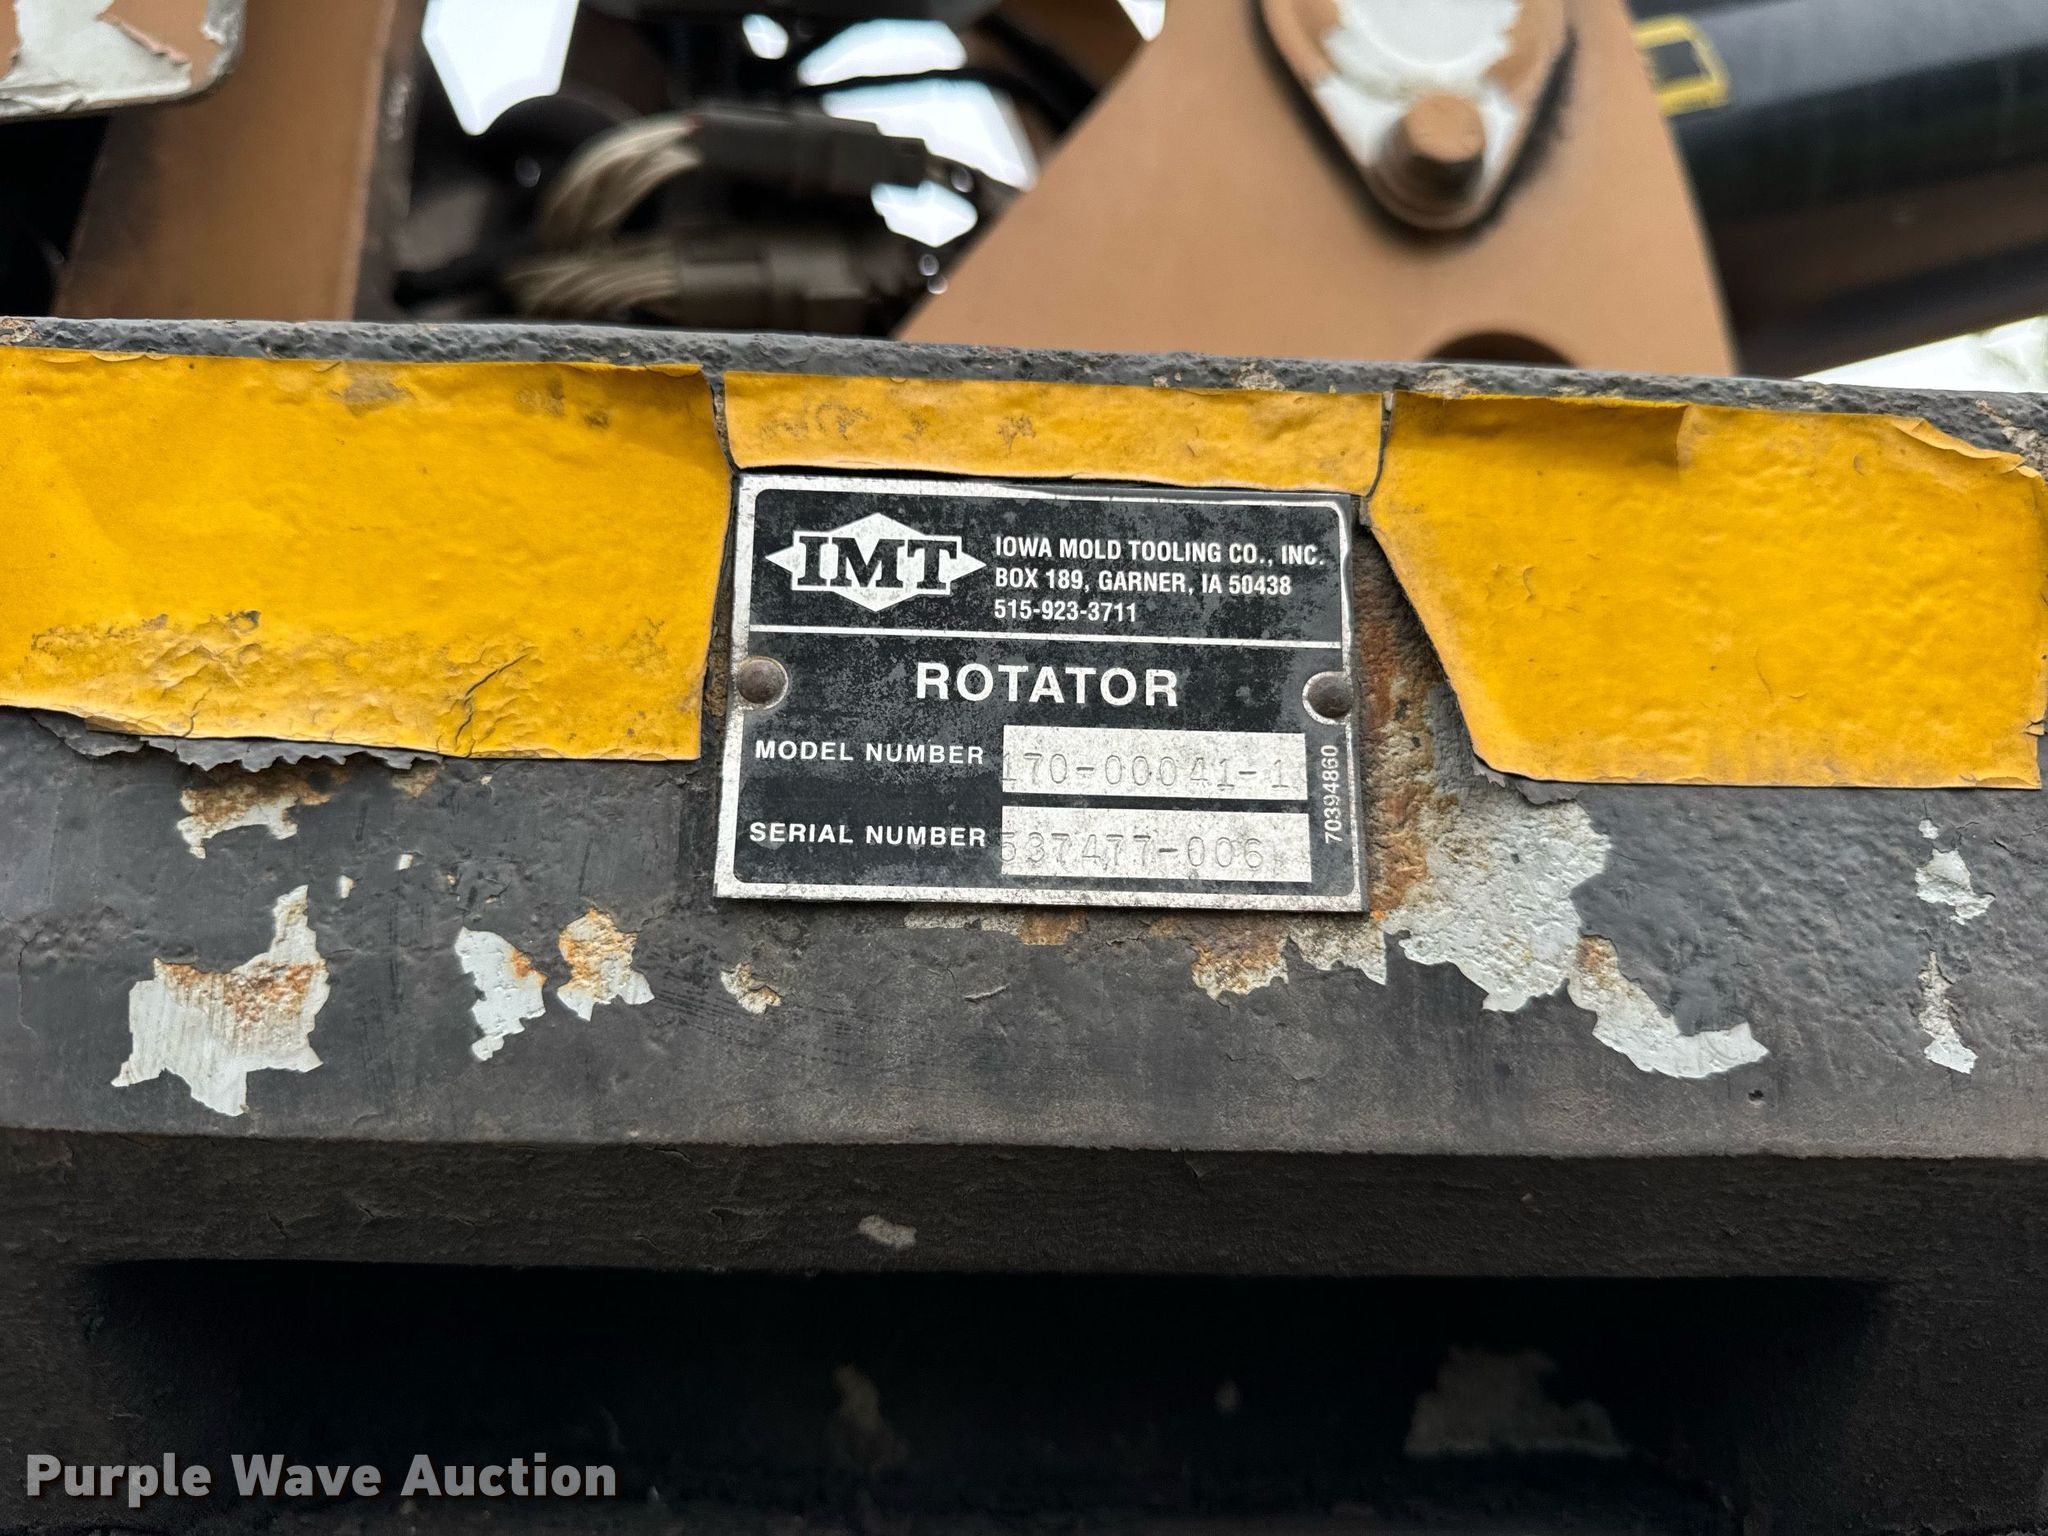 IMT
IOWA MOLD TOOLING CO., INC.
BOX 189, GARNER, IA 50438
515-923-3711
ROTATOR
MODEL NUMBER 170-00041-1
SERIAL NUMBER 537477-006
70394860
Purple Wave Auction